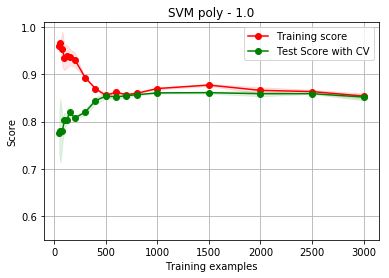 SVM poly - 1.0
Training score
Test Score with CV
1.0
0.9
0.8
0.7
0.6
Score
0
500
1000
1500
2000
2500
3000
Training examples